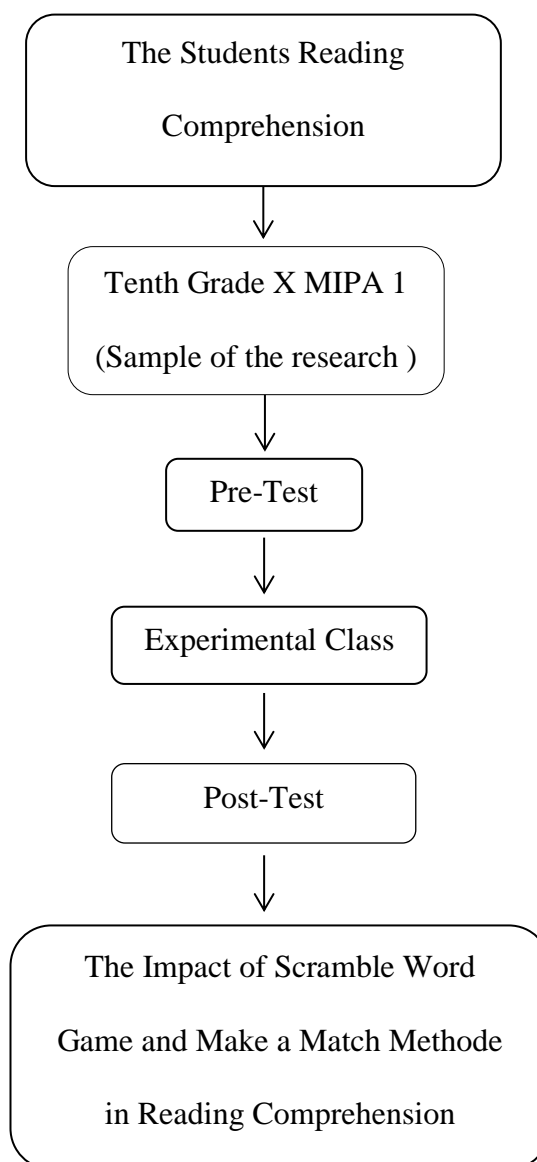 The Students Reading
Comprehension
Tenth Grade X MIPA 1
(Sample of the research )
Pre-Test
Experimental Class
Post-Test
The Impact of Scramble Word
Game and Make a Match Methode
in Reading Comprehension